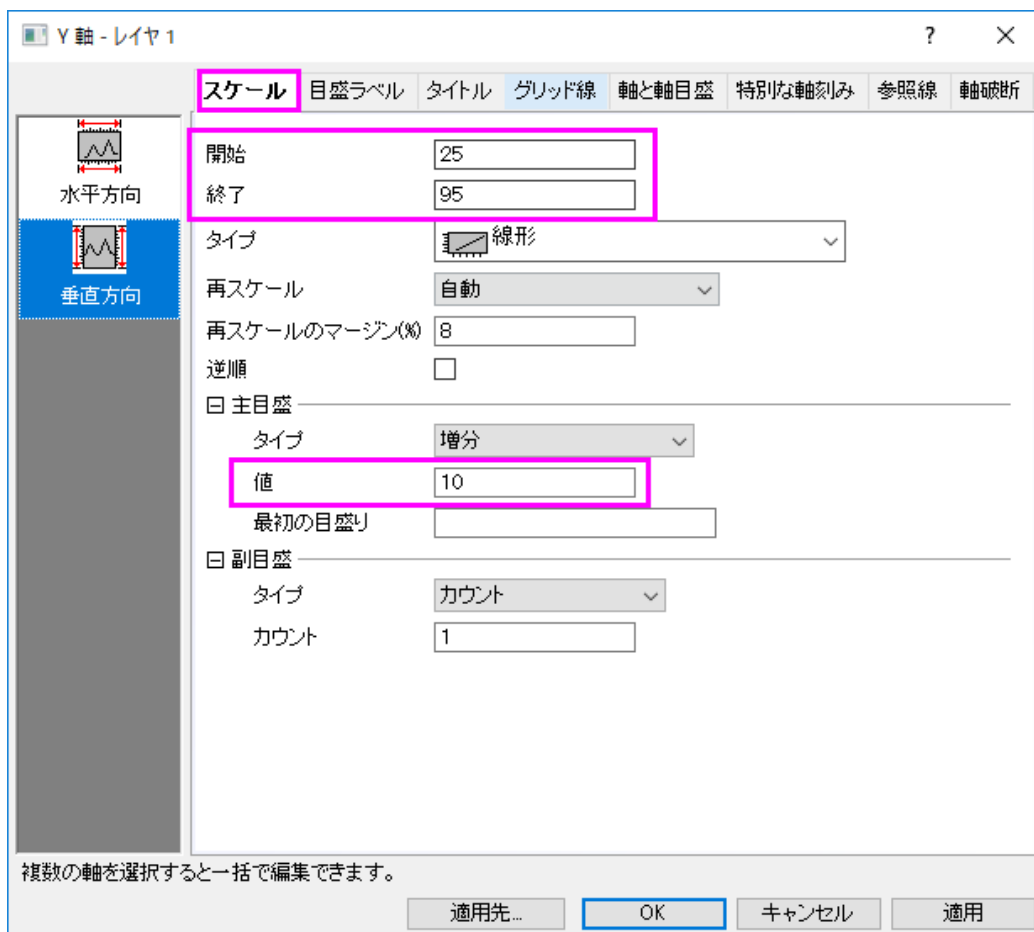 Y 軸 - レイヤ 1 ?
スケール 目盛ラベル タイトル グリッド線 軸と軸目盛 特別な軸刻み 参照線 軸破断
水平方向
垂直方向
開始 25
終了 95
タイプ 線形
再スケール 自動
再スケールのマージン(%) 8
逆順
主目盛
タイプ 増分
値 10
最初の目盛り
副目盛
タイプ カウント
カウント 1
複数の軸を選択すると一括で編集できます。
適用先... OK キャンセル 適用